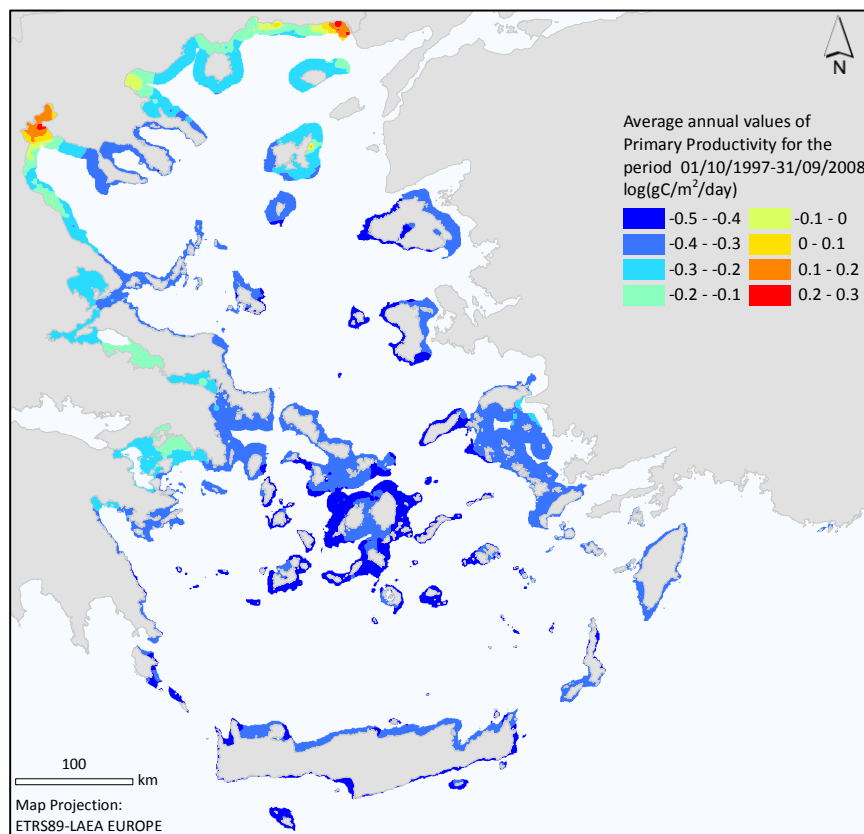 N
Average annual values of
Primary Productivity for the
period 01/10/1997-31/09/2008
log(gC/m²/day)
-0.5 - -0.4
-0.1 - 0
-0.4 - -0.3
0 - 0.1
-0.3 - -0.2
0.1 - 0.2
-0.2 - -0.1
0.2 - 0.3
100
km
Map Projection:
ETRS89-LAEA EUROPE